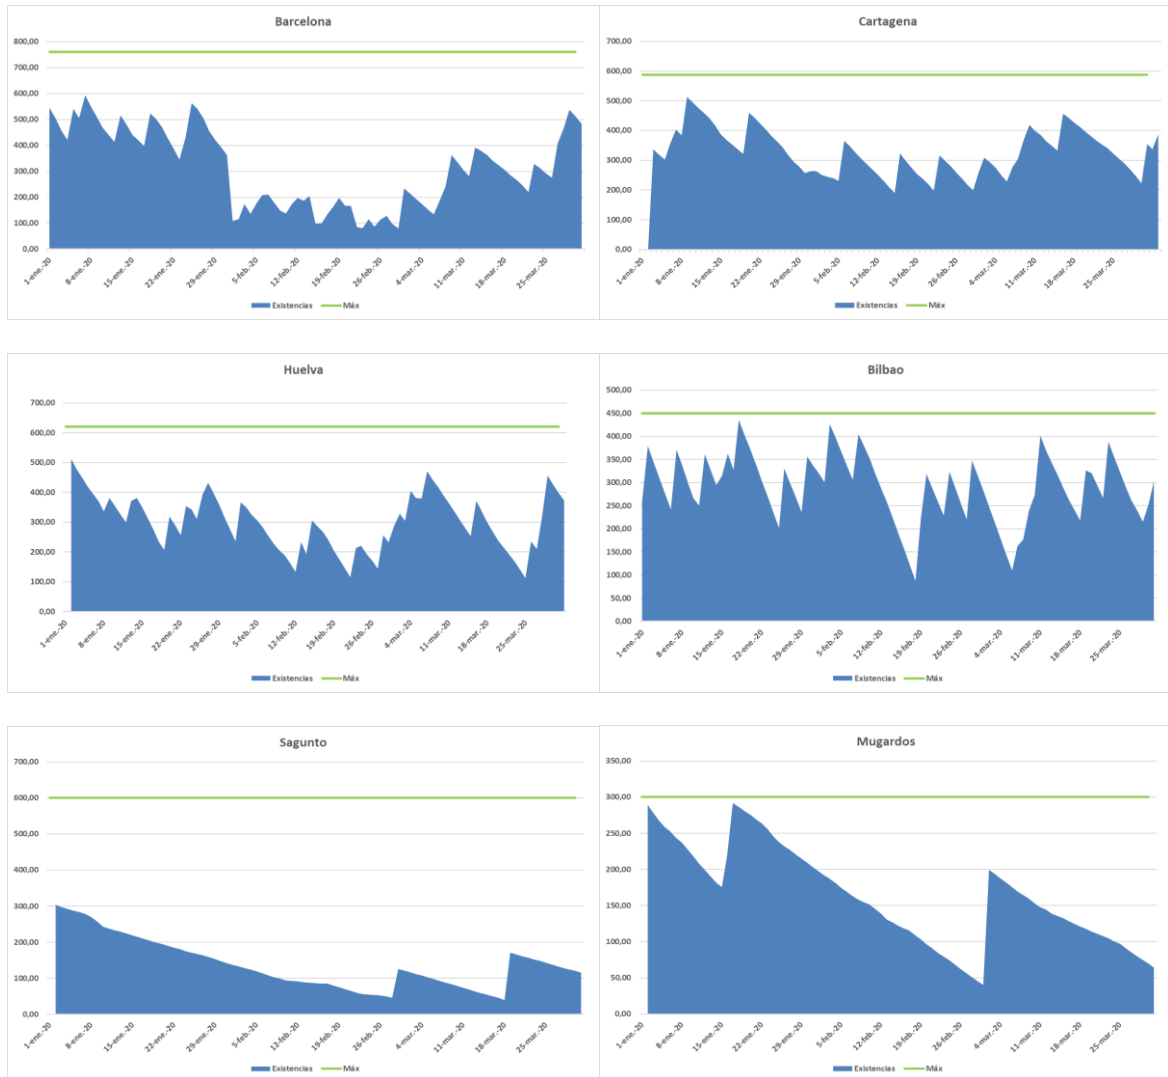 Barcelona
800,00
700,00
600,00
500,00
400,00
300,00
200,00
100,00
0,00
1-ene.-20
8-ene.-20
15-ene.-20
22-ene.-20
29-ene.-20
5-feb.-20
12-feb.-20
19-feb.-20
26-feb.-20
4-mar.-20
11-mar.-20
18-mar.-20
25-mar.-20
Existencias Máx
Cartagena
700,00
600,00
500,00
400,00
300,00
200,00
100,00
0,00
1-ene.-20
8-ene.-20
15-ene.-20
22-ene.-20
29-ene.-20
5-feb.-20
12-feb.-20
19-feb.-20
26-feb.-20
4-mar.-20
11-mar.-20
18-mar.-20
25-mar.-20
Existencias Máx
Huelva
700,00
600,00
500,00
400,00
300,00
200,00
100,00
0,00
1-ene.-20
8-ene.-20
15-ene.-20
22-ene.-20
29-ene.-20
5-feb.-20
12-feb.-20
19-feb.-20
26-feb.-20
4-mar.-20
11-mar.-20
18-mar.-20
25-mar.-20
Existencias Máx
Bilbao
500,00
450,00
400,00
350,00
300,00
250,00
200,00
150,00
100,00
50,00
0,00
1-ene.-20
8-ene.-20
15-ene.-20
22-ene.-20
29-ene.-20
5-feb.-20
12-feb.-20
19-feb.-20
26-feb.-20
4-mar.-20
11-mar.-20
18-mar.-20
25-mar.-20
Existencias Máx
Sagunto
700,00
600,00
500,00
400,00
300,00
200,00
100,00
0,00
1-ene.-20
8-ene.-20
15-ene.-20
22-ene.-20
29-ene.-20
5-feb.-20
12-feb.-20
19-feb.-20
26-feb.-20
4-mar.-20
11-mar.-20
18-mar.-20
25-mar.-20
Existencias Máx
Mugardos
350,00
300,00
250,00
200,00
150,00
100,00
50,00
0,00
1-ene.-20
8-ene.-20
15-ene.-20
22-ene.-20
29-ene.-20
5-feb.-20
12-feb.-20
19-feb.-20
26-feb.-20
4-mar.-20
11-mar.-20
18-mar.-20
25-mar.-20
Existencias Máx